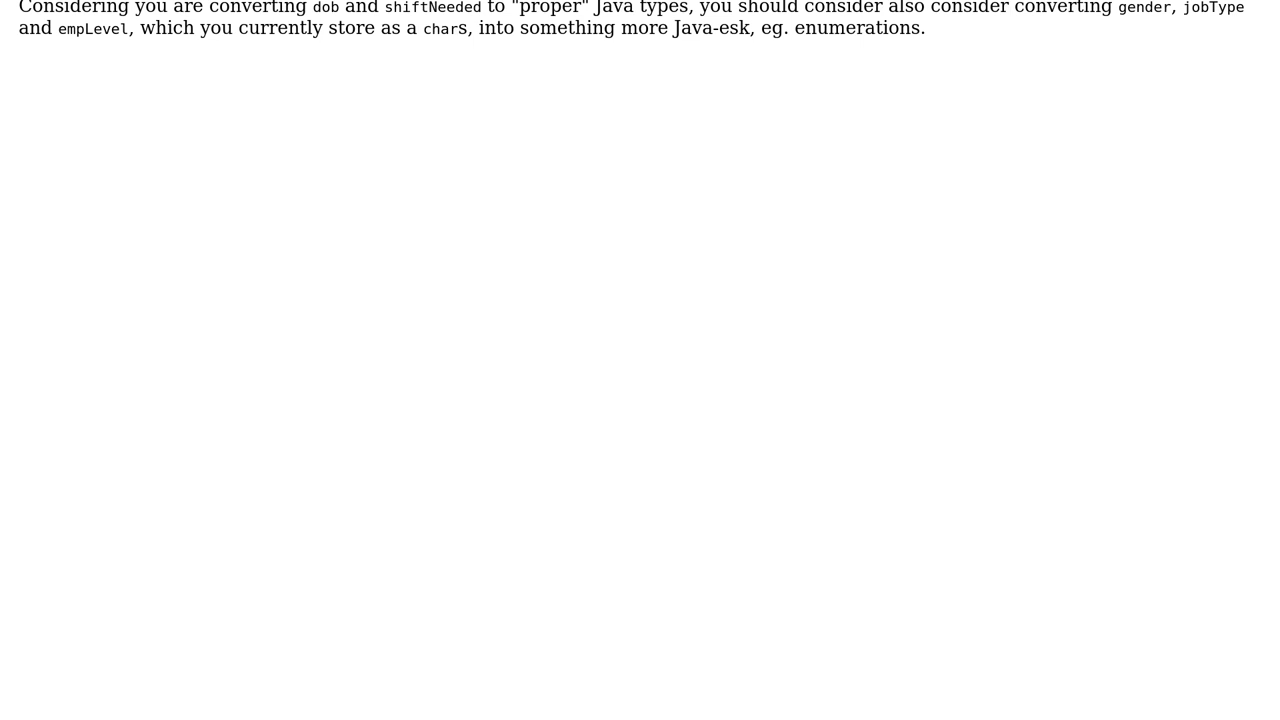 Considering you are converting dob and shiftNeeded to "proper" Java types, you should consider also consider converting gender, jobType
and empLevel, which you currently store as a chars, into something more Java-esk, eg. enumerations.